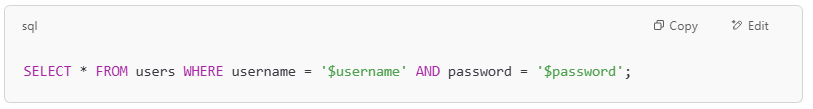 sql Copy Edit
SELECT * FROM users WHERE username = '$username' AND password = '$password';